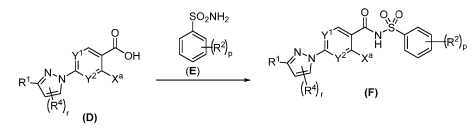 SO₂NH₂
(R²)p
(E)
Y¹
O
OH
Y²
Xᵃ
N
N
R¹
(R⁴)r
(D)
O
O O
S
N
H
(R²)p
Y¹
Y²
Xᵃ
N
N
R¹
(R⁴)r
(F)